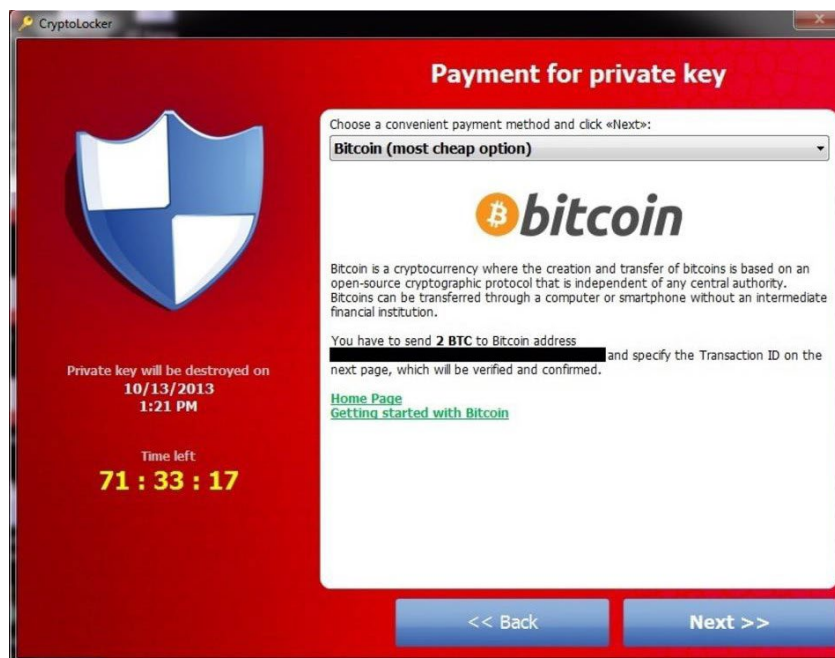 CryptoLocker
Payment for private key
Choose a convenient payment method and click «Next»:
Bitcoin (most cheap option)
bitcoin
Bitcoin is a cryptocurrency where the creation and transfer of bitcoins is based on an
open-source cryptographic protocol that is independent of any central authority.
Bitcoins can be transferred through a computer or smartphone without an intermediate
financial institution.
You have to send 2 BTC to Bitcoin address
and specify the Transaction ID on the
next page, which will be verified and confirmed.
Home Page
Getting started with Bitcoin
Private key will be destroyed on
10/13/2013
1:21 PM
Time left
71 : 33 : 17
<< Back
Next >>